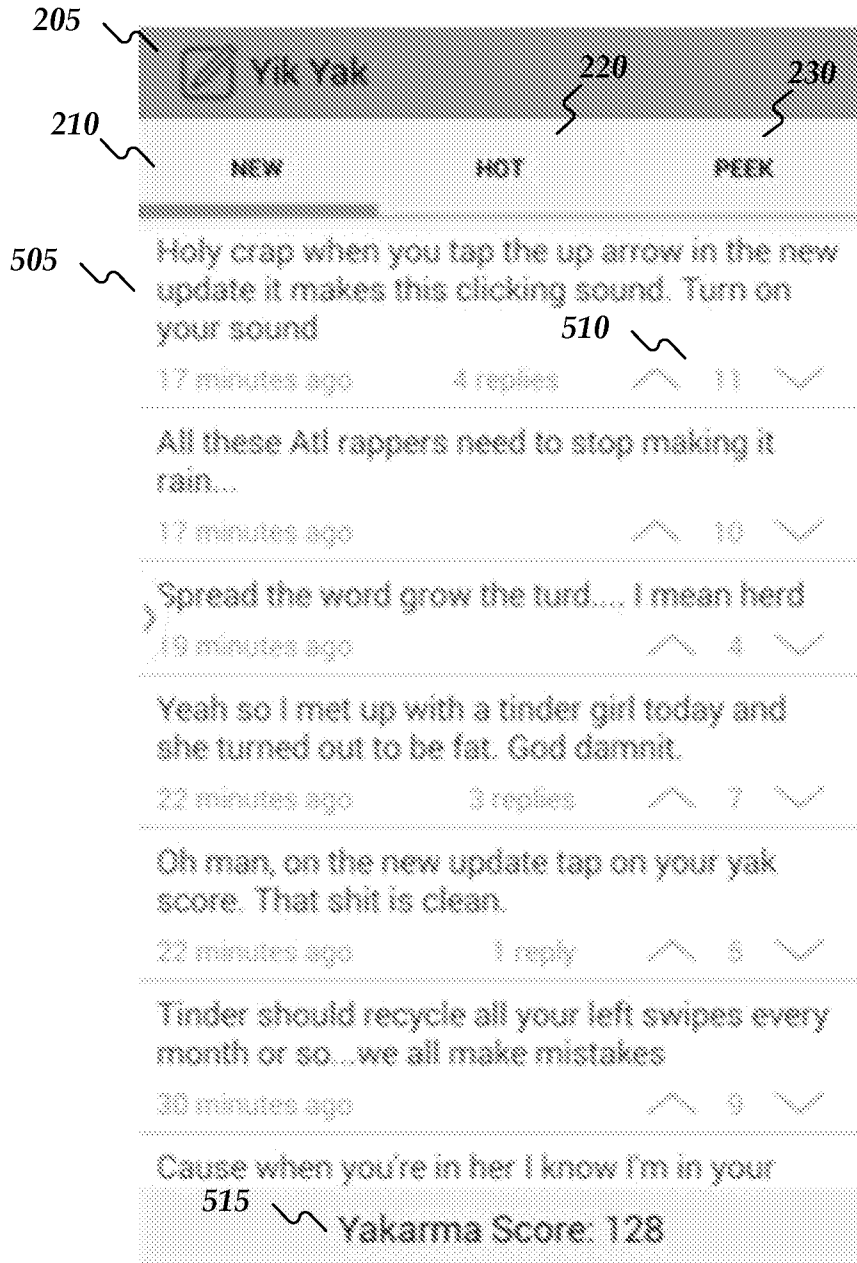 205
Yik Yak
220
230
210
NEW HOT PEEK
505
Holy crap when you tap the up arrow in the new
update it makes this clicking sound. Turn on
your sound
510
17 minutes ago 4 replies 11
All these Atl rappers need to stop making it
rain...
17 minutes ago 10
Spread the word grow the turd.... I mean herd
19 minutes ago 4
Yeah so I met up with a tinder girl today and
she turned out to be fat. God damnit.
22 minutes ago 3 replies 7
Oh man, on the new update tap on your yak
score. That shit is clean.
22 minutes ago 1 reply
Tinder should recycle all your left swipes every
month or so...we all make mistakes
30 minutes ago 9
Cause when you're in her I know I'm in your
515
Yakarma Score: 128